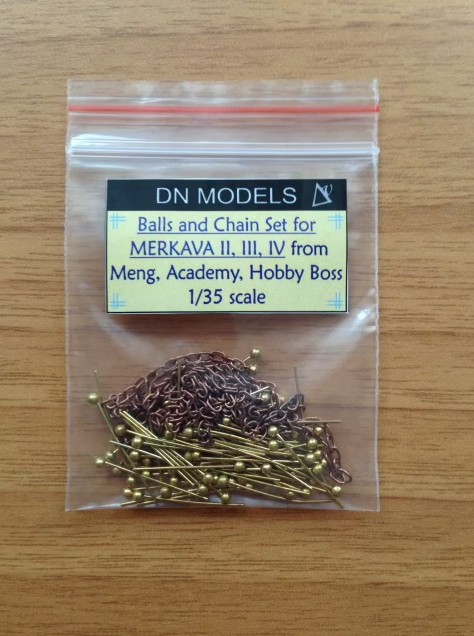 DN MODELS
Balls and Chain Set for
MERKAVA II, III, IV from
Meng, Academy, Hobby Boss
1/35 scale